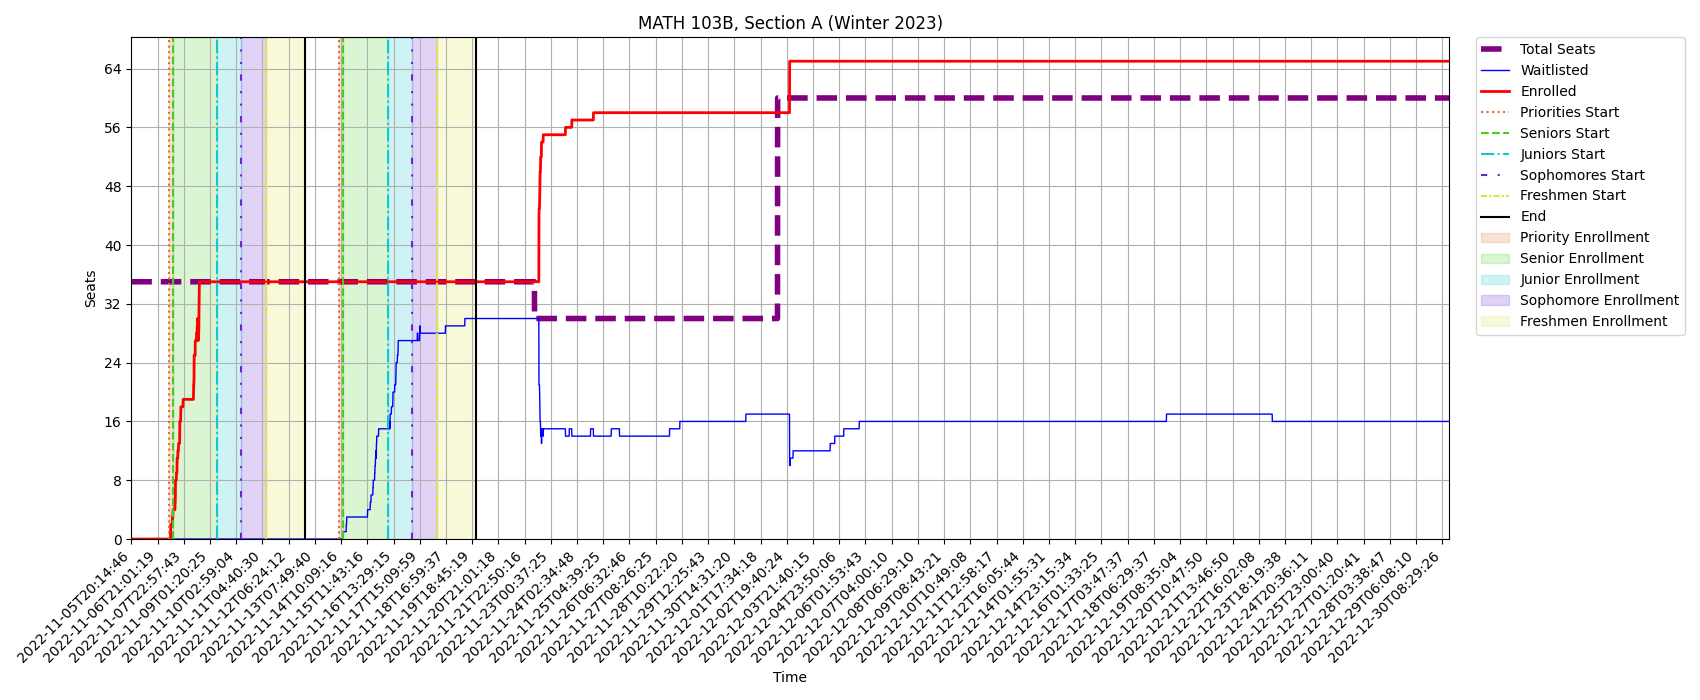 MATH 103B, Section A (Winter 2023)
Seats
64
56
48
40
32
24
16
8
0
2022-11-05T20:14:46
2022-11-06T21:01:19
2022-11-07T22:57:43
2022-11-09T01:20:25
2022-11-10T02:59:04
2022-11-11T04:40:30
2022-11-12T06:24:12
2022-11-13T07:49:40
2022-11-14T10:09:16
2022-11-15T11:43:16
2022-11-16T13:29:15
2022-11-17T15:09:59
2022-11-18T16:59:37
2022-11-19T18:45:19
2022-11-20T21:01:18
2022-11-21T22:50:16
2022-11-23T00:37:25
2022-11-24T02:34:48
2022-11-25T04:39:25
2022-11-26T06:32:46
2022-11-27T08:26:25
2022-11-28T10:22:20
2022-11-29T12:25:43
2022-11-30T14:31:20
2022-12-01T17:34:18
2022-12-02T19:40:24
2022-12-03T21:40:15
2022-12-04T23:50:06
2022-12-06T01:53:43
2022-12-07T04:00:10
2022-12-08T06:29:10
2022-12-09T08:43:21
2022-12-10T10:49:08
2022-12-11T12:58:17
2022-12-12T16:05:44
2022-12-14T01:55:31
2022-12-14T23:15:34
2022-12-16T01:33:25
2022-12-17T03:47:37
2022-12-18T06:29:37
2022-12-19T08:35:04
2022-12-20T10:47:50
2022-12-21T13:46:50
2022-12-22T16:02:08
2022-12-23T18:19:38
2022-12-24T20:36:11
2022-12-25T23:00:40
2022-12-27T01:20:41
2022-12-28T03:38:47
2022-12-29T06:08:10
2022-12-30T08:29:26
Time
Total Seats
Waitlisted
Enrolled
Priorities Start
Seniors Start
Juniors Start
Sophomores Start
Freshmen Start
End
Priority Enrollment
Senior Enrollment
Junior Enrollment
Sophomore Enrollment
Freshmen Enrollment